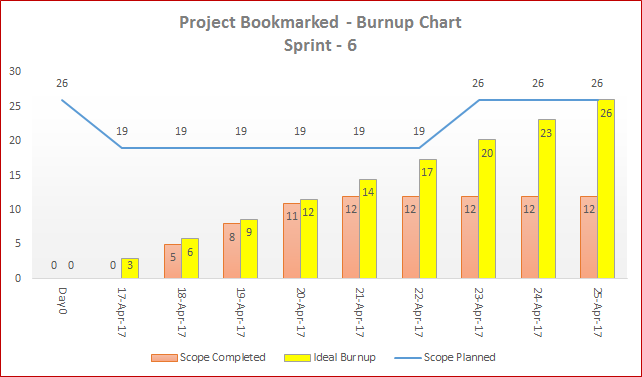 Project Bookmarked - Burnup Chart
Sprint - 6
30
25
20
15
10
5
0
26 19 19 19 19 19 19 26 26 26
0 0 0 3 5 6 8 9 11 12 12 14 12 17 12 20 12 23 12 26
Day0 17-Apr-17 18-Apr-17 19-Apr-17 20-Apr-17 21-Apr-17 22-Apr-17 23-Apr-17 24-Apr-17 25-Apr-17
Scope Completed Ideal Burnup Scope Planned